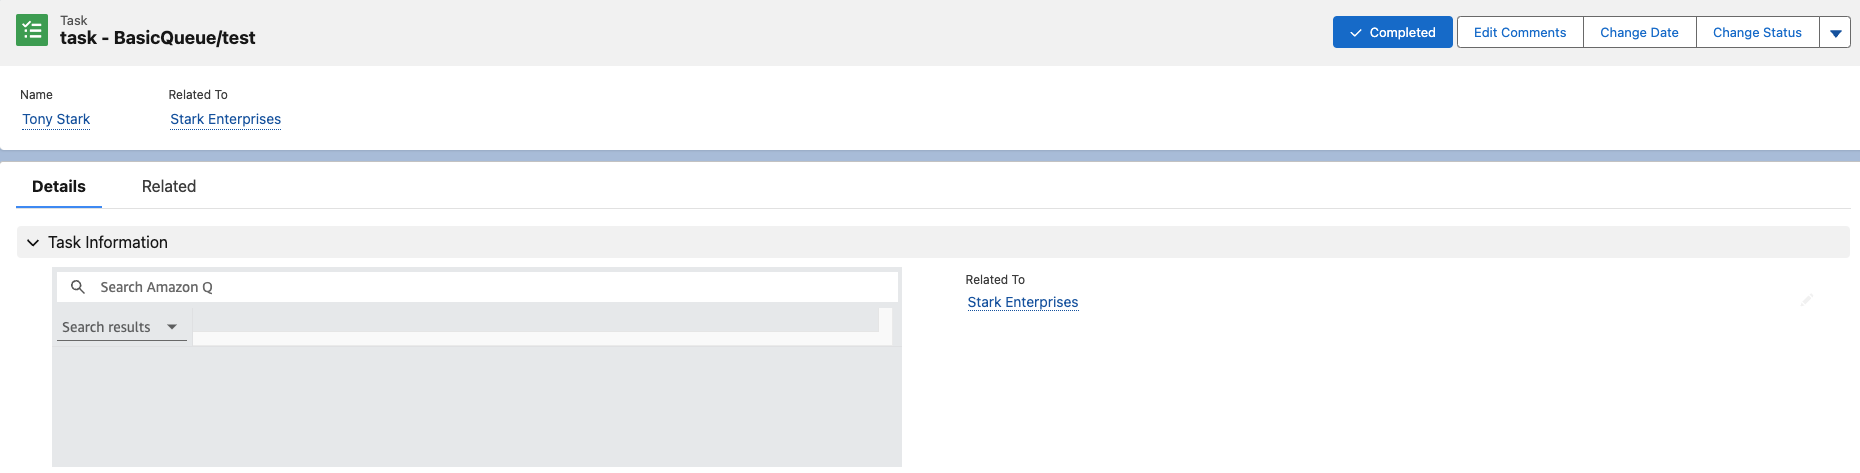 Task
task - BasicQueue/test
Completed
Edit Comments
Change Date
Change Status
Name
Related To
Tony Stark
Stark Enterprises
Details
Related
Task Information
Search Amazon Q
Search results
Related To
Stark Enterprises